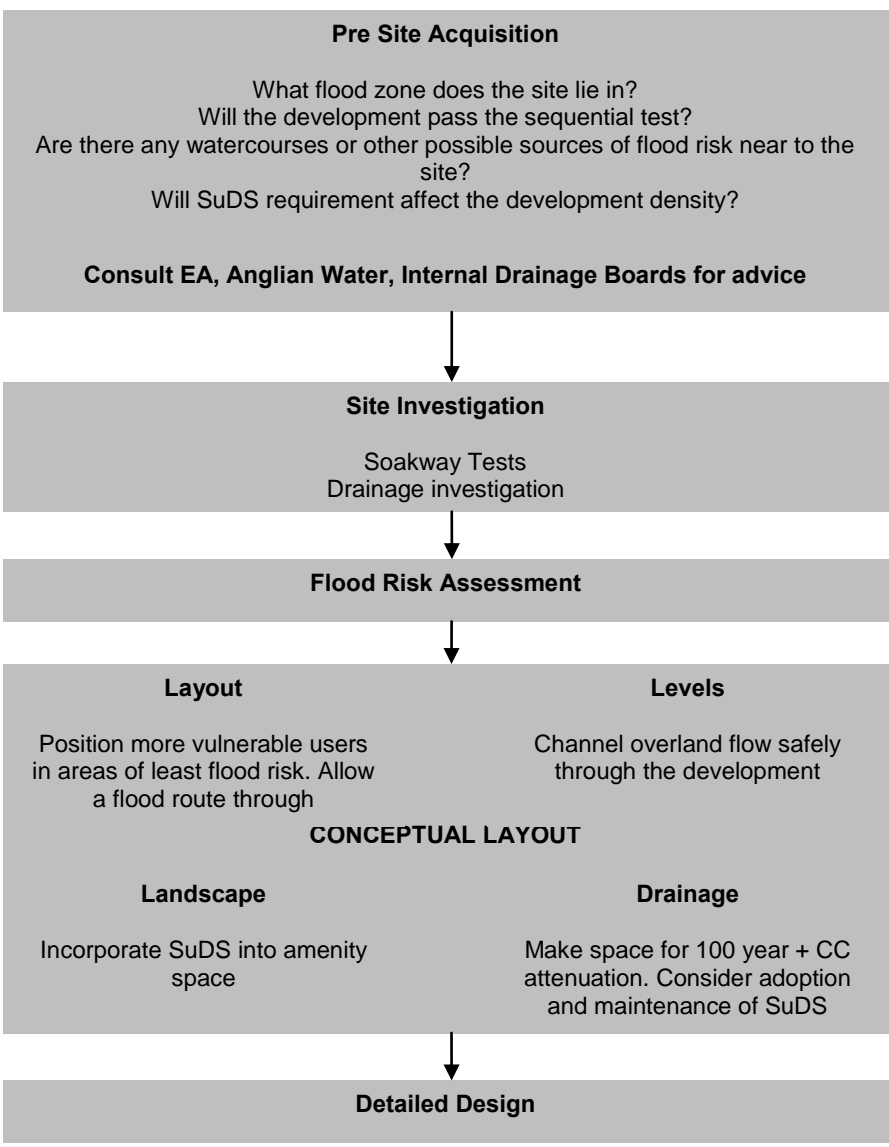 Pre Site Acquisition
What flood zone does the site lie in?
Will the development pass the sequential test?
Are there any watercourses or other possible sources of flood risk near to the
site?
Will SuDS requirement affect the development density?
Consult EA, Anglian Water, Internal Drainage Boards for advice
Site Investigation
Soakway Tests
Drainage investigation
Flood Risk Assessment
Layout
Position more vulnerable users
in areas of least flood risk. Allow
a flood route through
Levels
Channel overland flow safely
through the development
CONCEPTUAL LAYOUT
Landscape
Incorporate SuDS into amenity
space
Drainage
Make space for 100 year + CC
attenuation. Consider adoption
and maintenance of SuDS
Detailed Design